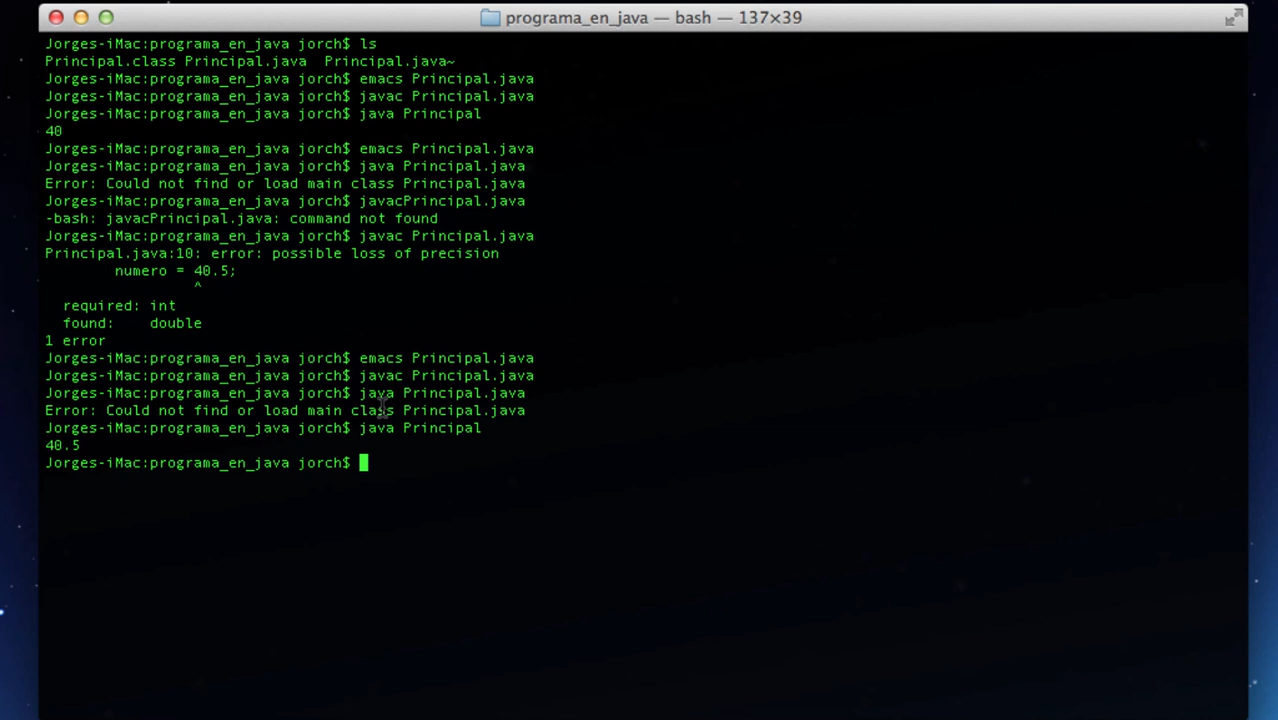 programa_en_java — bash — 137×39
Jorges-iMac:programa_en_java jorch$ ls
Principal.class Principal.java  Principal.java~
Jorges-iMac:programa_en_java jorch$ emacs Principal.java
Jorges-iMac:programa_en_java jorch$ javac Principal.java
Jorges-iMac:programa_en_java jorch$ java Principal
40
Jorges-iMac:programa_en_java jorch$ emacs Principal.java
Jorges-iMac:programa_en_java jorch$ java Principal.java
Error: Could not find or load main class Principal.java
Jorges-iMac:programa_en_java jorch$ javacPrincipal.java
-bash: javacPrincipal.java: command not found
Jorges-iMac:programa_en_java jorch$ javac Principal.java
Principal.java:10: error: possible loss of precision
        numero = 40.5;
                 ^
  required: int
  found:    double
1 error
Jorges-iMac:programa_en_java jorch$ emacs Principal.java
Jorges-iMac:programa_en_java jorch$ javac Principal.java
Jorges-iMac:programa_en_java jorch$ java Principal.java
Error: Could not find or load main class Principal.java
Jorges-iMac:programa_en_java jorch$ java Principal
40.5
Jorges-iMac:programa_en_java jorch$